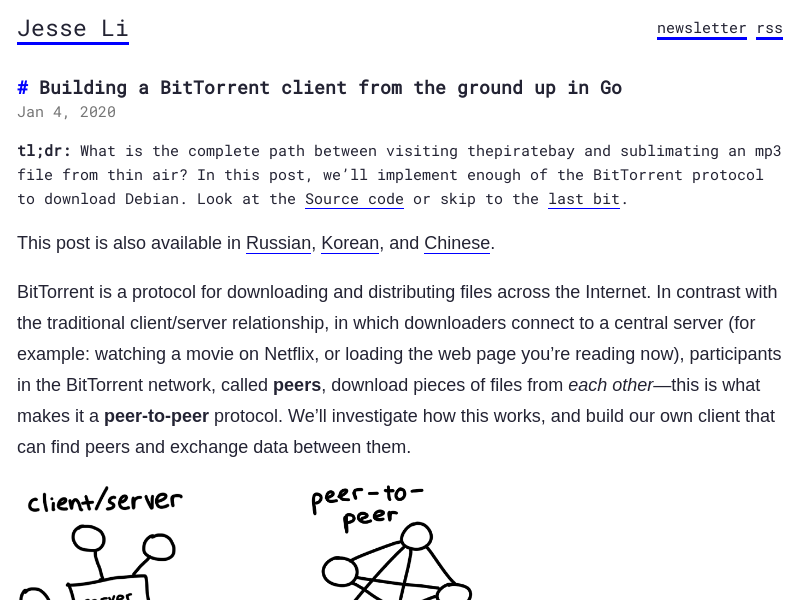 Jesse Li
newsletter rss
# Building a BitTorrent client from the ground up in Go
Jan 4, 2020
tl;dr: What is the complete path between visiting thepiratebay and sublimating an mp3
file from thin air? In this post, we’ll implement enough of the BitTorrent protocol
to download Debian. Look at the Source code or skip to the last bit.
This post is also available in Russian, Korean, and Chinese.
BitTorrent is a protocol for downloading and distributing files across the Internet. In contrast with
the traditional client/server relationship, in which downloaders connect to a central server (for
example: watching a movie on Netflix, or loading the web page you’re reading now), participants
in the BitTorrent network, called peers, download pieces of files from each other—this is what
makes it a peer-to-peer protocol. We’ll investigate how this works, and build our own client that
can find peers and exchange data between them.
client/server
peer-to-
peer
server